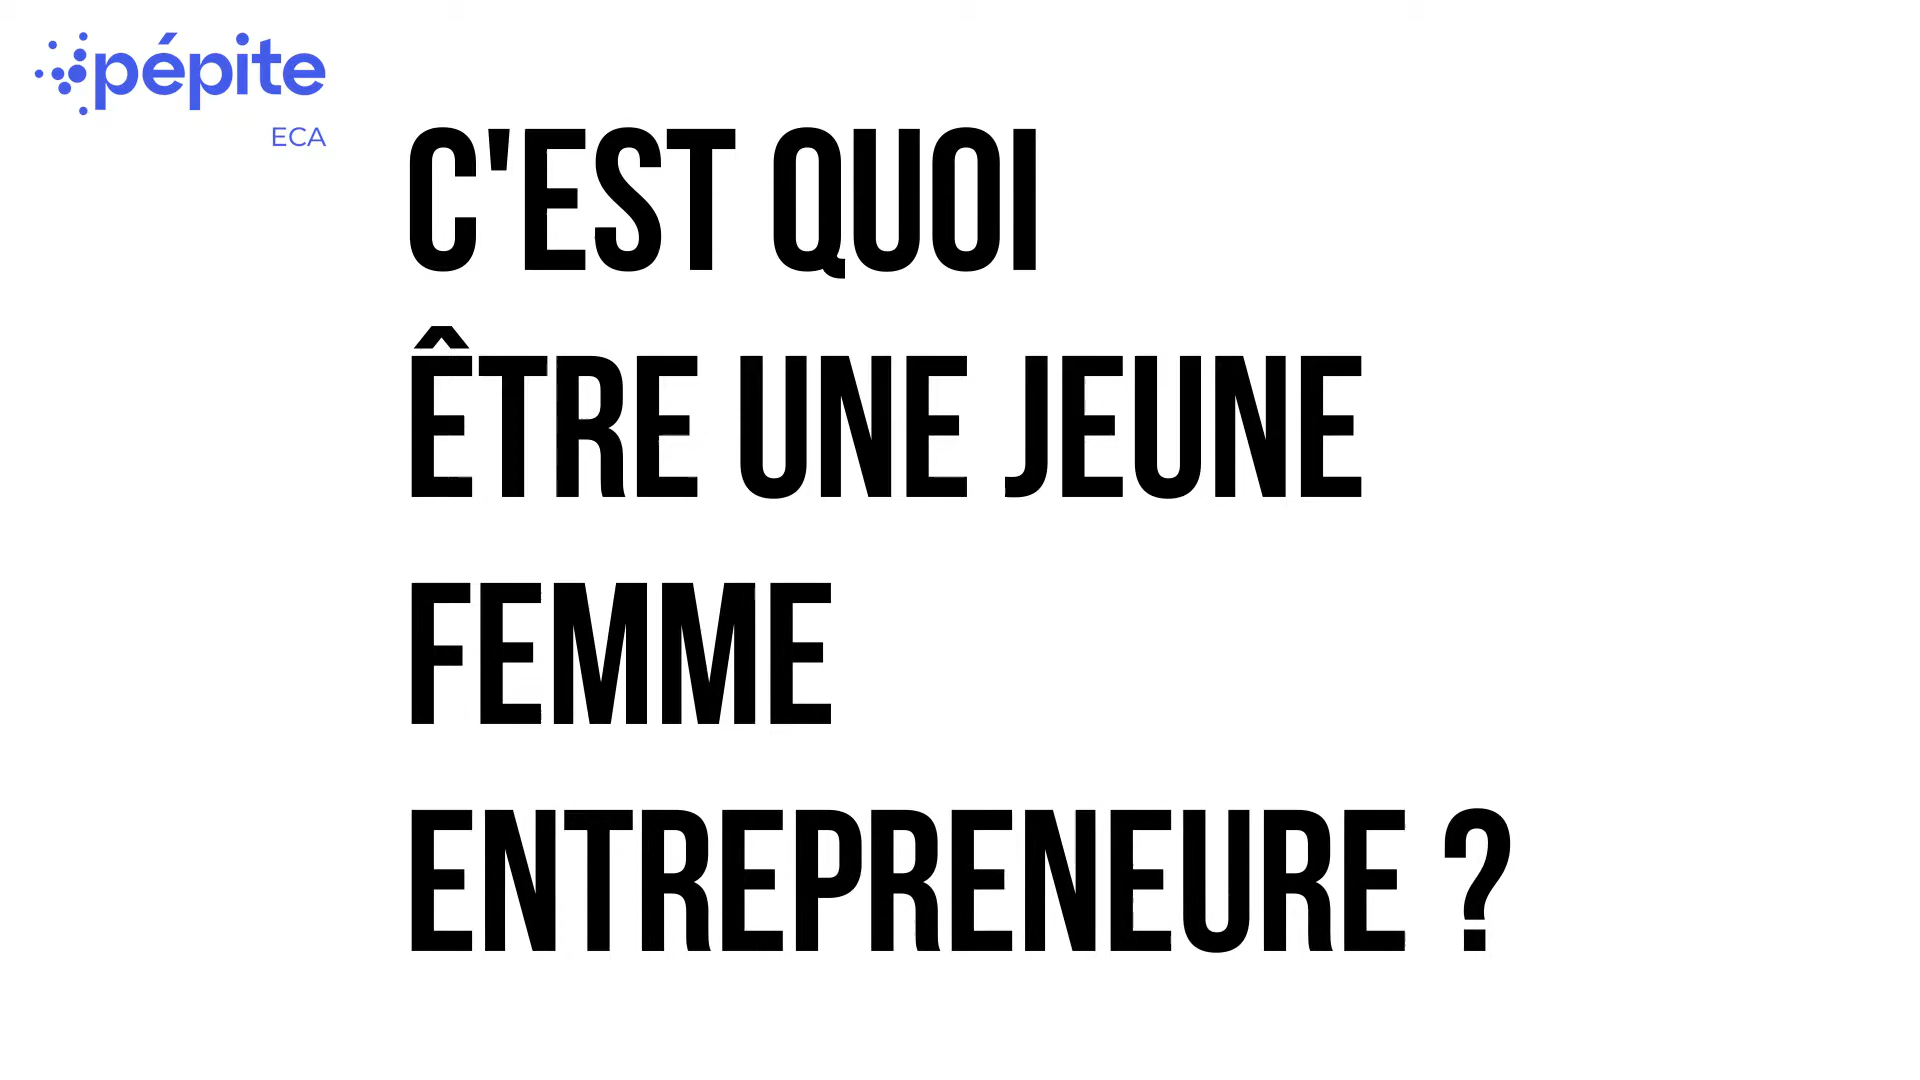 pépite
ECA
C'EST QUOI
ÊTRE UNE JEUNE
FEMME
ENTREPRENEURE ?